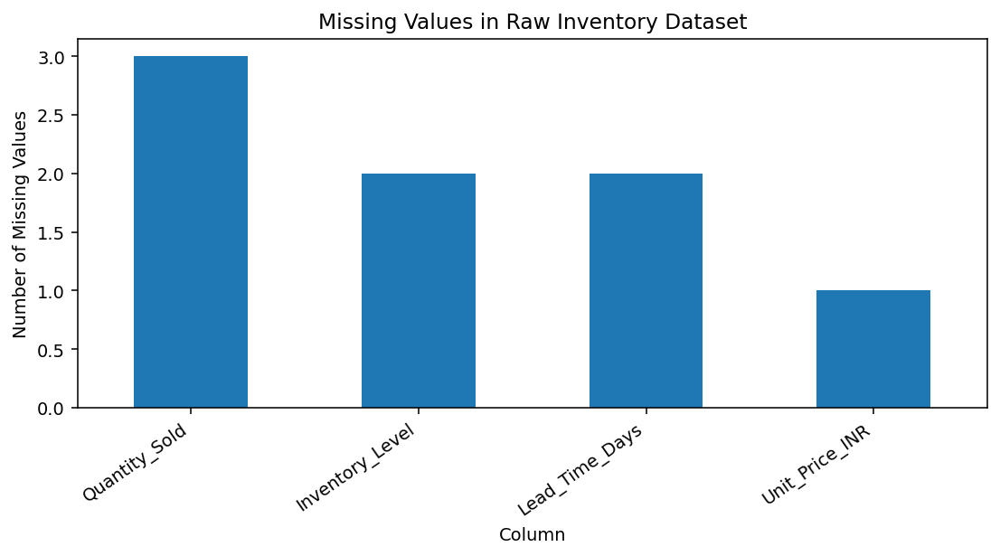 Missing Values in Raw Inventory Dataset
Number of Missing Values
3.0
2.5
2.0
1.5
1.0
0.5
0.0
Quantity_Sold
Inventory_Level
Lead_Time_Days
Unit_Price_INR
Column